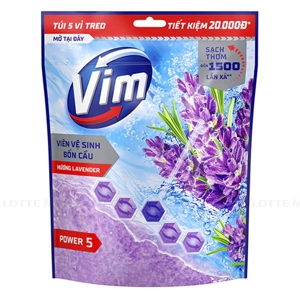 TÚI 5 VỈ TREO
TIẾT KIỆM 20.000Đ*
MỞ TẠI ĐÂY
SẠCH
THƠM
1500
LẦN XẢ**
Vim
VIÊN VỆ SINH
BỒN CẦU
HƯƠNG LAVENDER
POWER 5